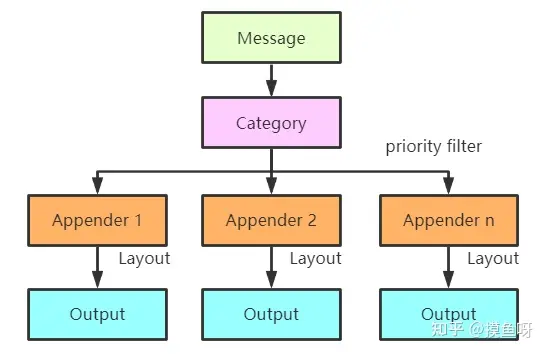 Message
Category
priority filter
Appender 1
Appender 2
Appender n
Layout
Layout
Layout
Output
Output
Output
知乎 @摸鱼呀